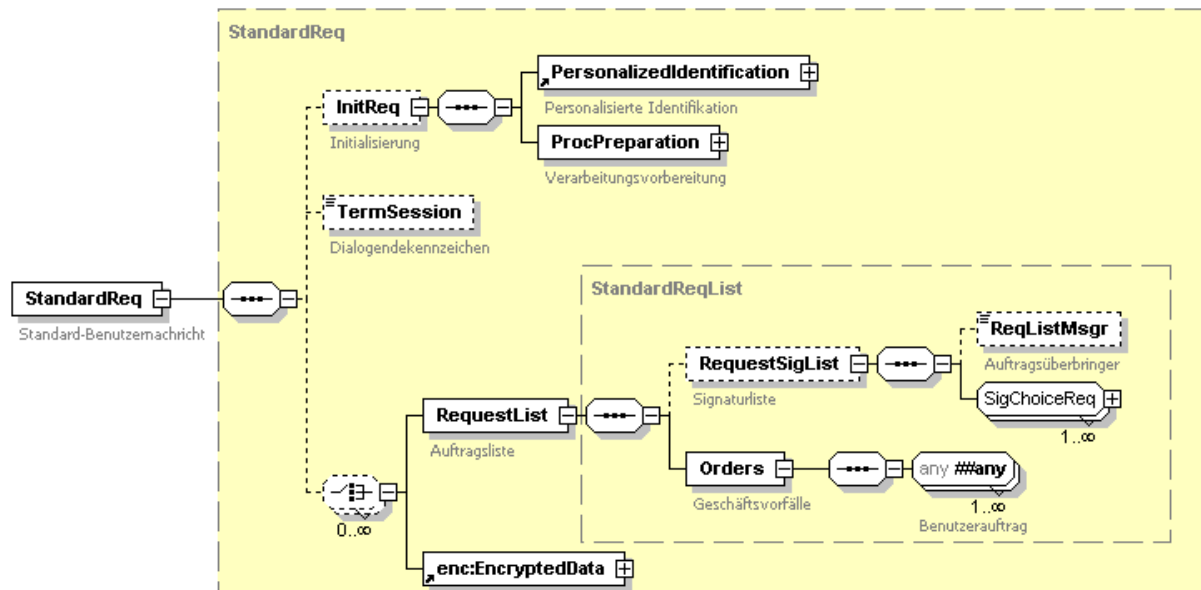 StandardReq
PersonalizedIdentification
Personalisierte Identifikation
InitReq
Initialisierung
ProcPreparation
Verarbeitungsvorbereitung
TermSession
Dialogendekennzeichen
StandardReq
Standard-Benutzernachricht
StandardReqList
ReqListMsgr
Auftragsüberbringer
RequestSigList
Signaturliste
SigChoiceReq
1..∞
RequestList
Auftragsliste
Orders
Geschäftsvorfälle
any ##any
1..∞
Benutzerauftrag
0..∞
enc:EncryptedData